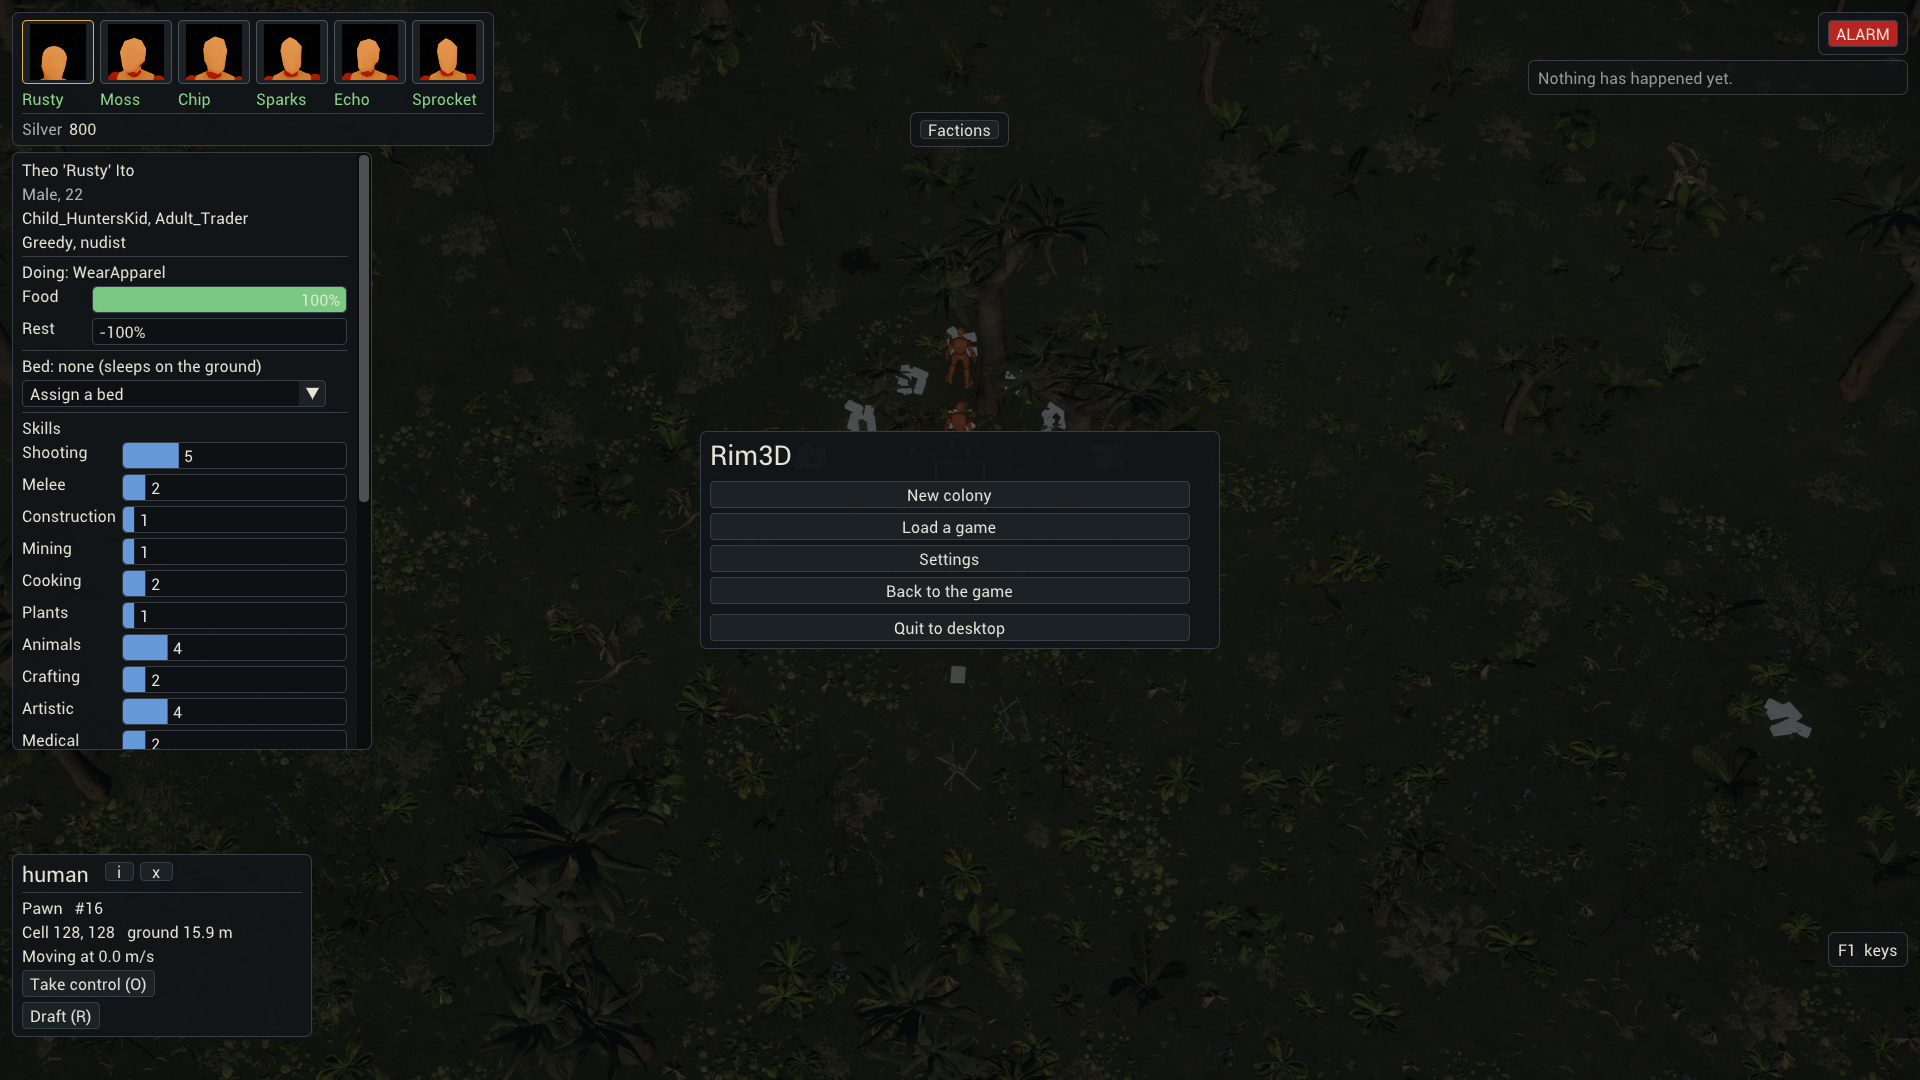 Rusty
Moss
Chip
Sparks
Echo
Sprocket
Silver 800
Theo 'Rusty' Ito
Male, 22
Child_HuntersKid, Adult_Trader
Greedy, nudist
Doing: WearApparel
Food 100%
Rest -100%
Bed: none (sleeps on the ground)
Assign a bed
Skills
Shooting 5
Melee 2
Construction 1
Mining 1
Cooking 2
Plants 1
Animals 4
Crafting 2
Artistic 4
Medical 2
human i x
Pawn #16
Cell 128, 128 ground 15.9 m
Moving at 0.0 m/s
Take control (O)
Draft (R)
Factions
Rim3D
New colony
Load a game
Settings
Back to the game
Quit to desktop
ALARM
Nothing has happened yet.
F1 keys